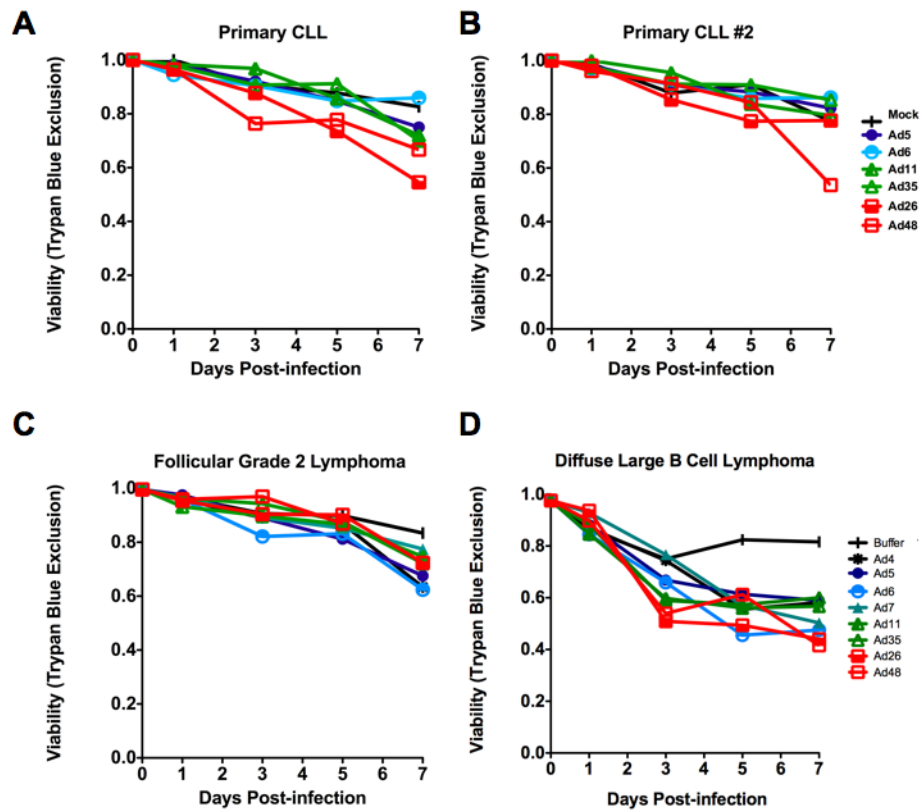 A
Primary CLL
Viability (Trypan Blue Exclusion)
1.0
0.8
0.6
0.4
0.2
0.0
0 1 2 3 4 5 6 7
Days Post-infection
B
Primary CLL #2
Viability (Trypan Blue Exclusion)
1.0
0.8
0.6
0.4
0.2
0.0
0 1 2 3 4 5 6 7
Days Post-infection
Mock
Ad5
Ad6
Ad11
Ad35
Ad26
Ad48
C
Follicular Grade 2 Lymphoma
Viability (Trypan Blue Exclusion)
1.0
0.8
0.6
0.4
0.2
0.0
0 1 2 3 4 5 6 7
Days Post-infection
D
Diffuse Large B Cell Lymphoma
Viability (Trypan Blue Exclusion)
1.0
0.8
0.6
0.4
0.2
0.0
0 1 2 3 4 5 6 7
Days Post-infection
Buffer
Ad4
Ad5
Ad6
Ad7
Ad11
Ad35
Ad26
Ad48